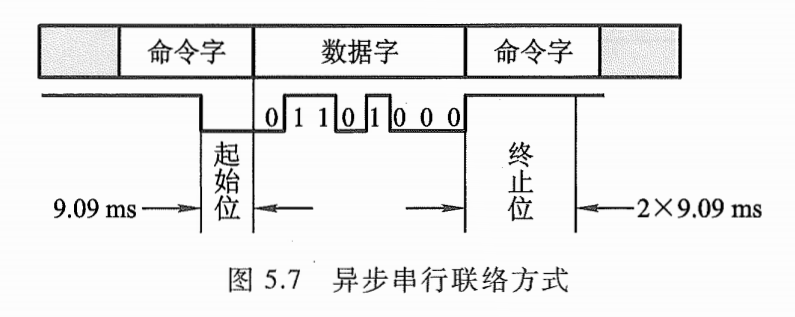 命令字 数据字 命令字
0 1 1 0 1 0 0 0
起始位
终止位
9.09 ms
2×9.09 ms
图 5.7 异步串行联络方式